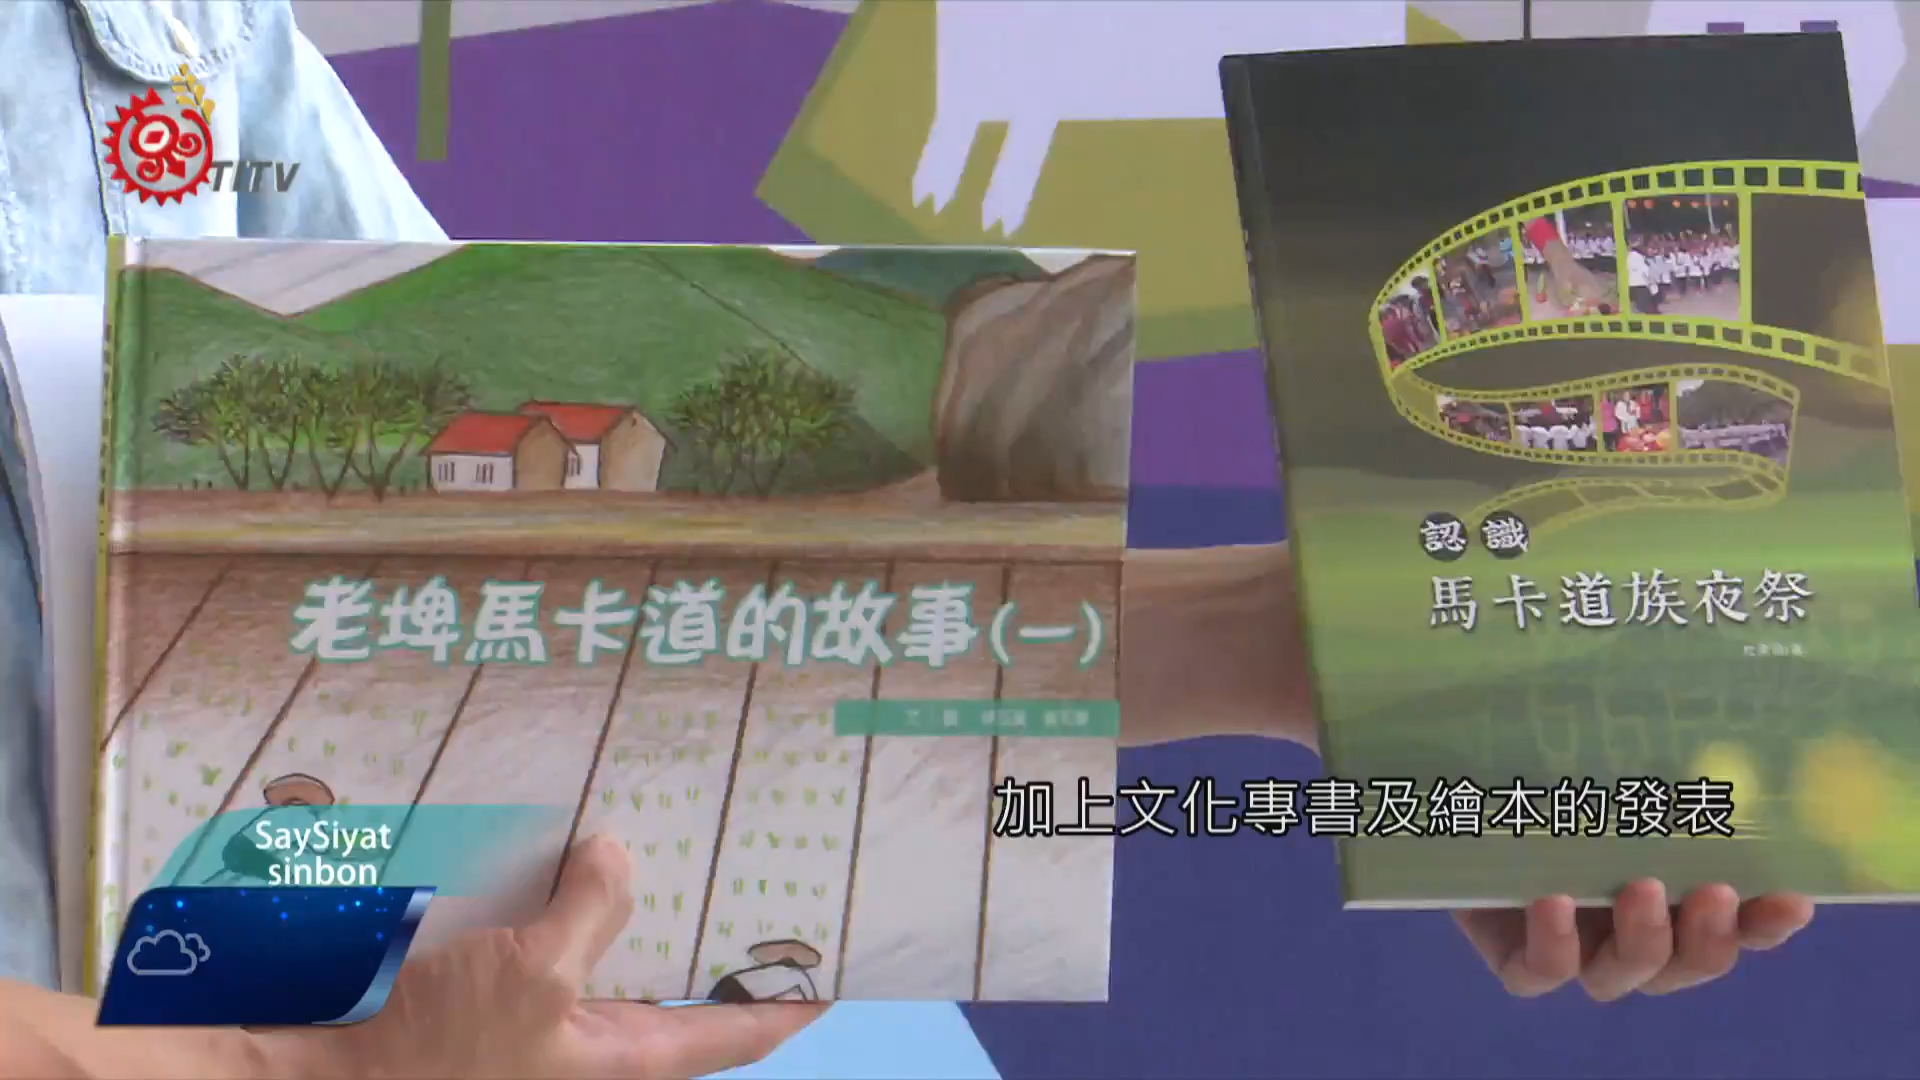 TITV
老埤馬卡道的故事(一)
認識
馬卡道族夜祭
加上文化專書及繪本的發表
SaySiyat
sinbon